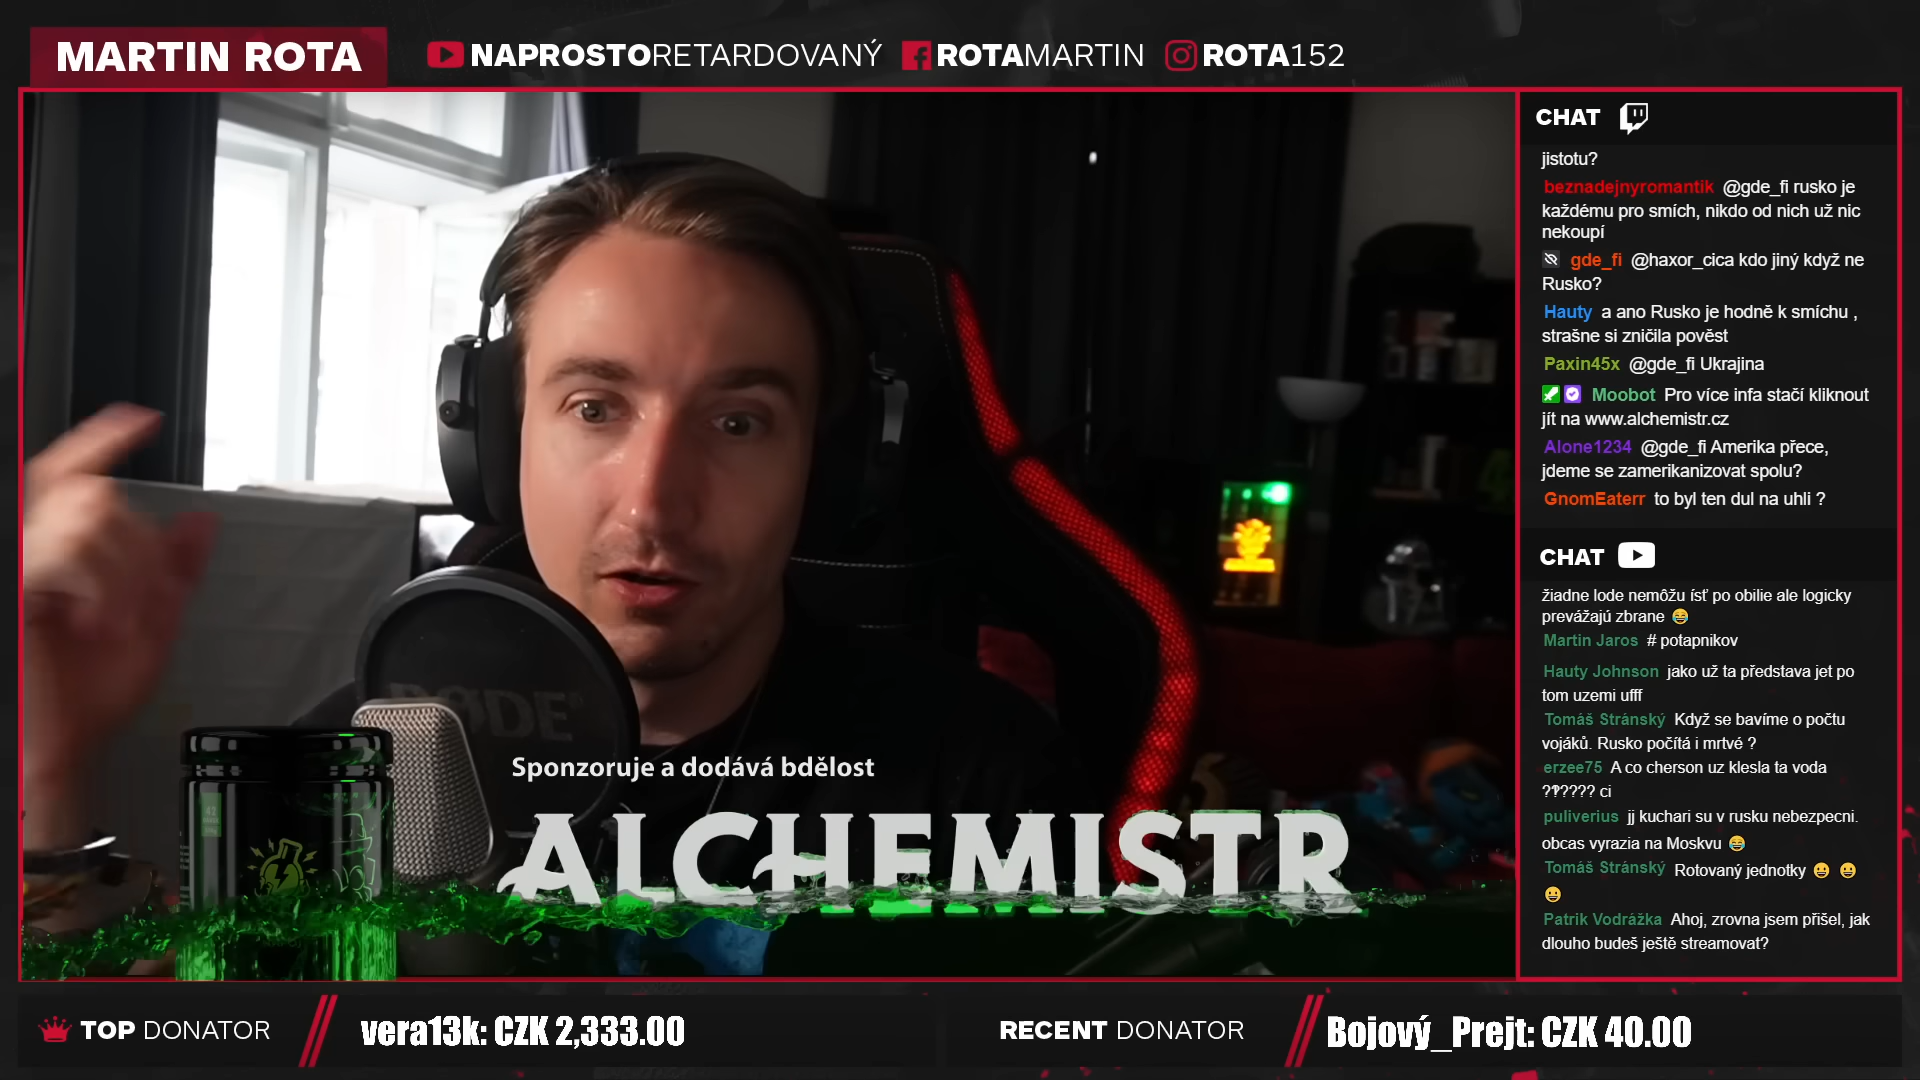 MARTIN ROTA
NAPROSTORETARDOVANÝ
ROTAMARTIN
ROTA152
CHAT
jistotu?
beznadejnyromantik @gde_fi rusko je
každému pro smích, nikdo od nich už nic
nekoupí
gde_fi @haxor_cica kdo jiný když ne
Rusko?
Hauty a ano Rusko je hodně k smíchu ,
strašne si zničila pověst
Paxin45x @gde_fi Ukrajina
Moobot Pro více infa stačí kliknout
jít na www.alchemistr.cz
Alone1234 @gde_fi Amerika přece,
jdeme se zamerikanizovat spolu?
GnomEaterr to byl ten dul na uhli ?
CHAT
žiadne lode nemôžu ísť po obilie ale logicky
prevážajú zbrane 😂
Martin Jaros # potapnikov
Hauty Johnson jako už ta představa jet po
tom uzemi ufff
Tomáš Stránský Když se bavíme o počtu
vojáků. Rusko počítá i mrtvé ?
erzee75 A co cherson uz klesla ta voda
?????? ci
puliverius jj kuchari su v rusku nebezpecni.
obcas vyrazia na Moskvu 😂
Tomáš Stránský Rotovaný jednotky 😀 😀
😀
Patrik Vodrážka Ahoj, zrovna jsem přišel, jak
dlouho budeš ještě streamovat?
RØDE
Sponzoruje a dodává bdělost
ALCHEMISTR
TOP DONATOR
vera13k: CZK 2,333.00
RECENT DONATOR
Bojový_Prejt: CZK 40.00